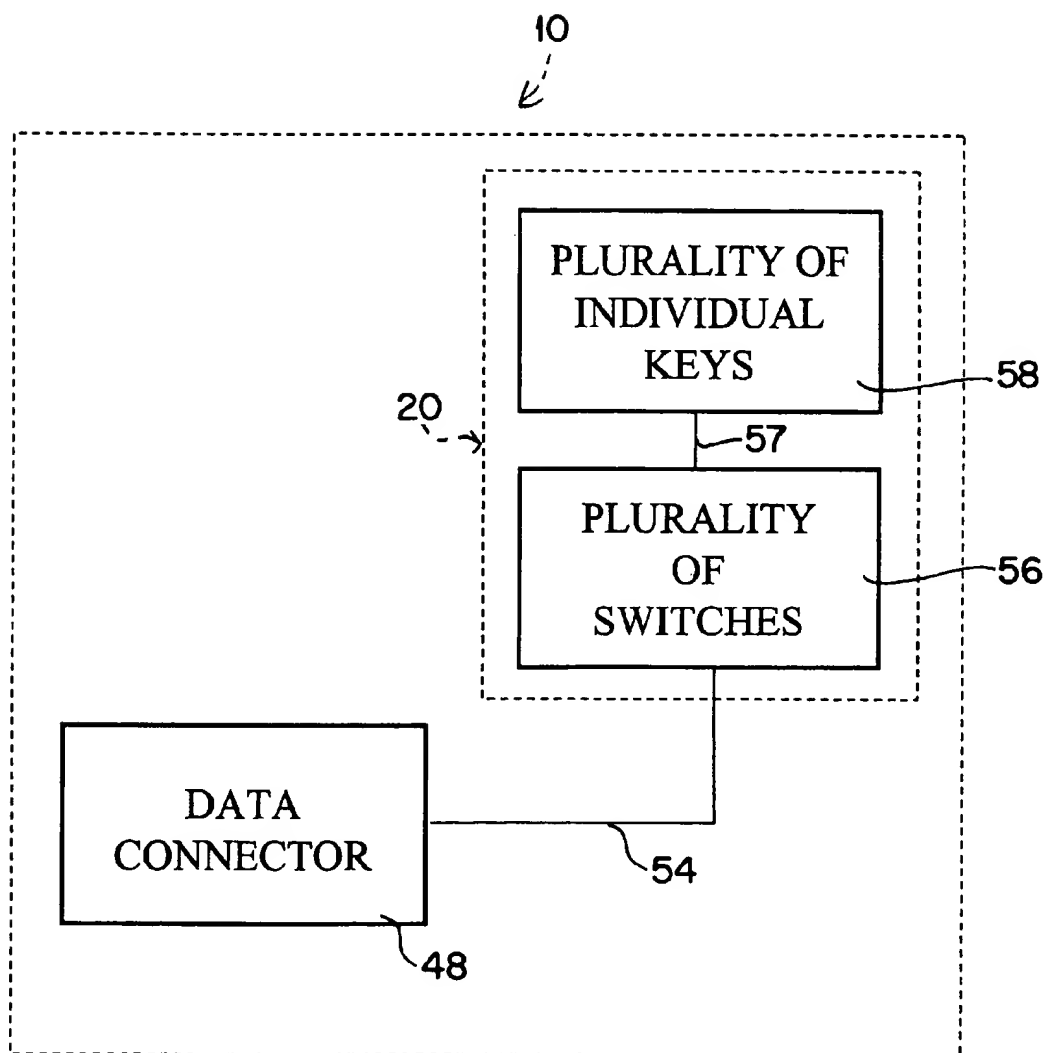 10
PLURALITY OF
INDIVIDUAL
KEYS
58
20
57
PLURALITY
OF
SWITCHES
56
DATA
CONNECTOR
54
48